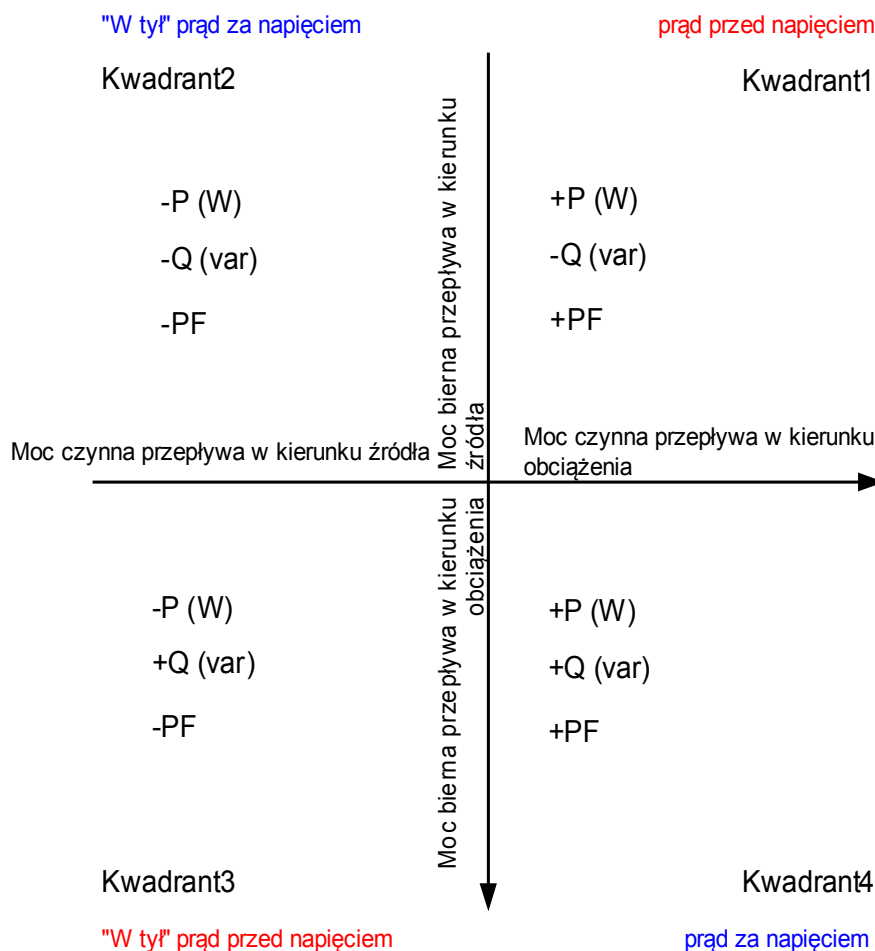 "W tył" prąd za napięciem
prąd przed napięciem
Kwadrant2
Kwadrant1
-P (W)
-Q (var)
-PF
Moc bierna przepływa w kierunku
źródła
+P (W)
-Q (var)
+PF
Moc czynna przepływa w kierunku źródła
Moc czynna przepływa w kierunku
obciążenia
-P (W)
+Q (var)
-PF
Moc bierna przepływa w kierunku
obciążenia
+P (W)
+Q (var)
+PF
Kwadrant3
Kwadrant4
"W tył" prąd przed napięciem
prąd za napięciem